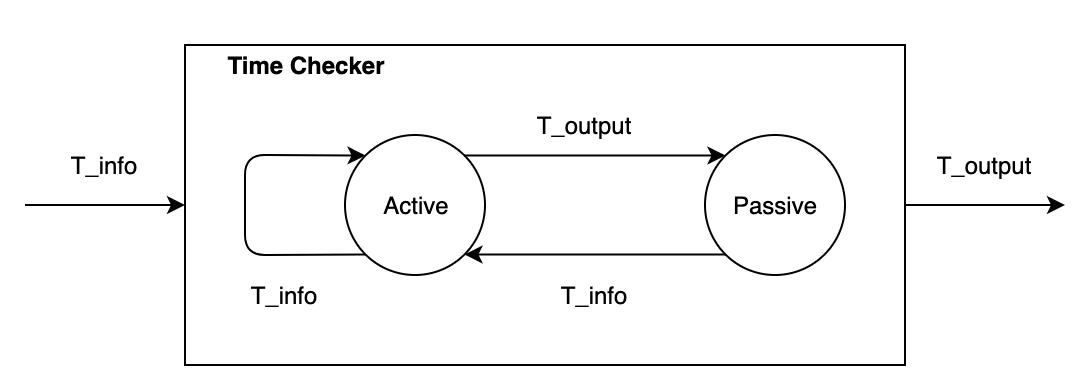 Time Checker
T_output
T_info
T_output
Active
Passive
T_info
T_info